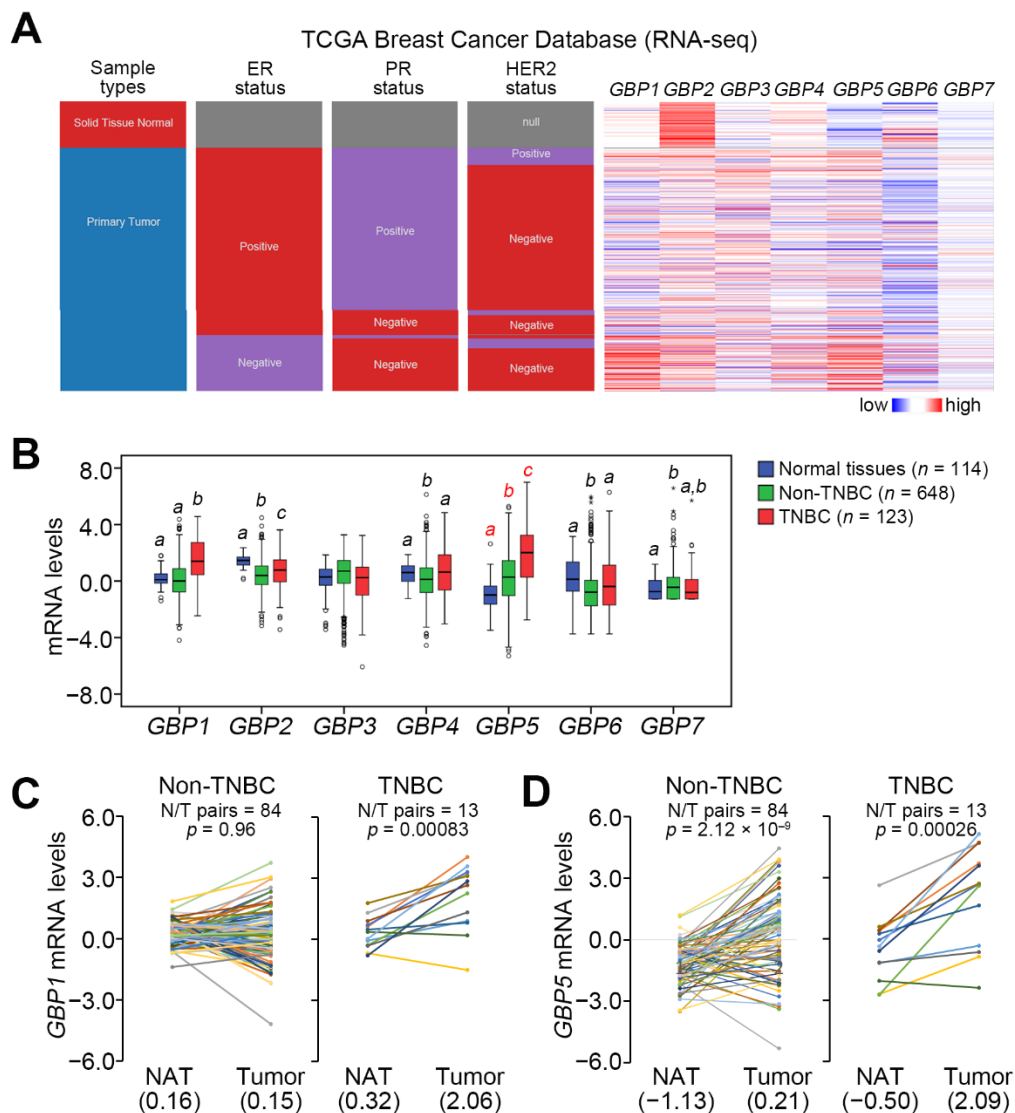 A
TCGA Breast Cancer Database (RNA-seq)
Sample types
ER status
PR status
HER2 status
GBP1 GBP2 GBP3 GBP4 GBP5 GBP6 GBP7
Solid Tissue Normal
null
Positive
Primary Tumor
Positive
Positive
Negative
Negative
Negative
Negative
Negative
Negative
low high
B
mRNA levels
8.0
4.0
0.0
−4.0
−8.0
a a b
a b c
b a
a b c
a b a
a b a,b
GBP1 GBP2 GBP3 GBP4 GBP5 GBP6 GBP7
Normal tissues (n = 114)
Non-TNBC (n = 648)
TNBC (n = 123)
C
Non-TNBC
N/T pairs = 84
p = 0.96
TNBC
N/T pairs = 13
p = 0.00083
GBP1 mRNA levels
6.0
3.0
0.0
−3.0
−6.0
NAT Tumor NAT Tumor
(0.16) (0.15) (0.32) (2.06)
D
Non-TNBC
N/T pairs = 84
p = 2.12 × 10⁻⁹
TNBC
N/T pairs = 13
p = 0.00026
GBP5 mRNA levels
6.0
3.0
0.0
−3.0
−6.0
NAT Tumor NAT Tumor
(−1.13) (0.21) (−0.50) (2.09)